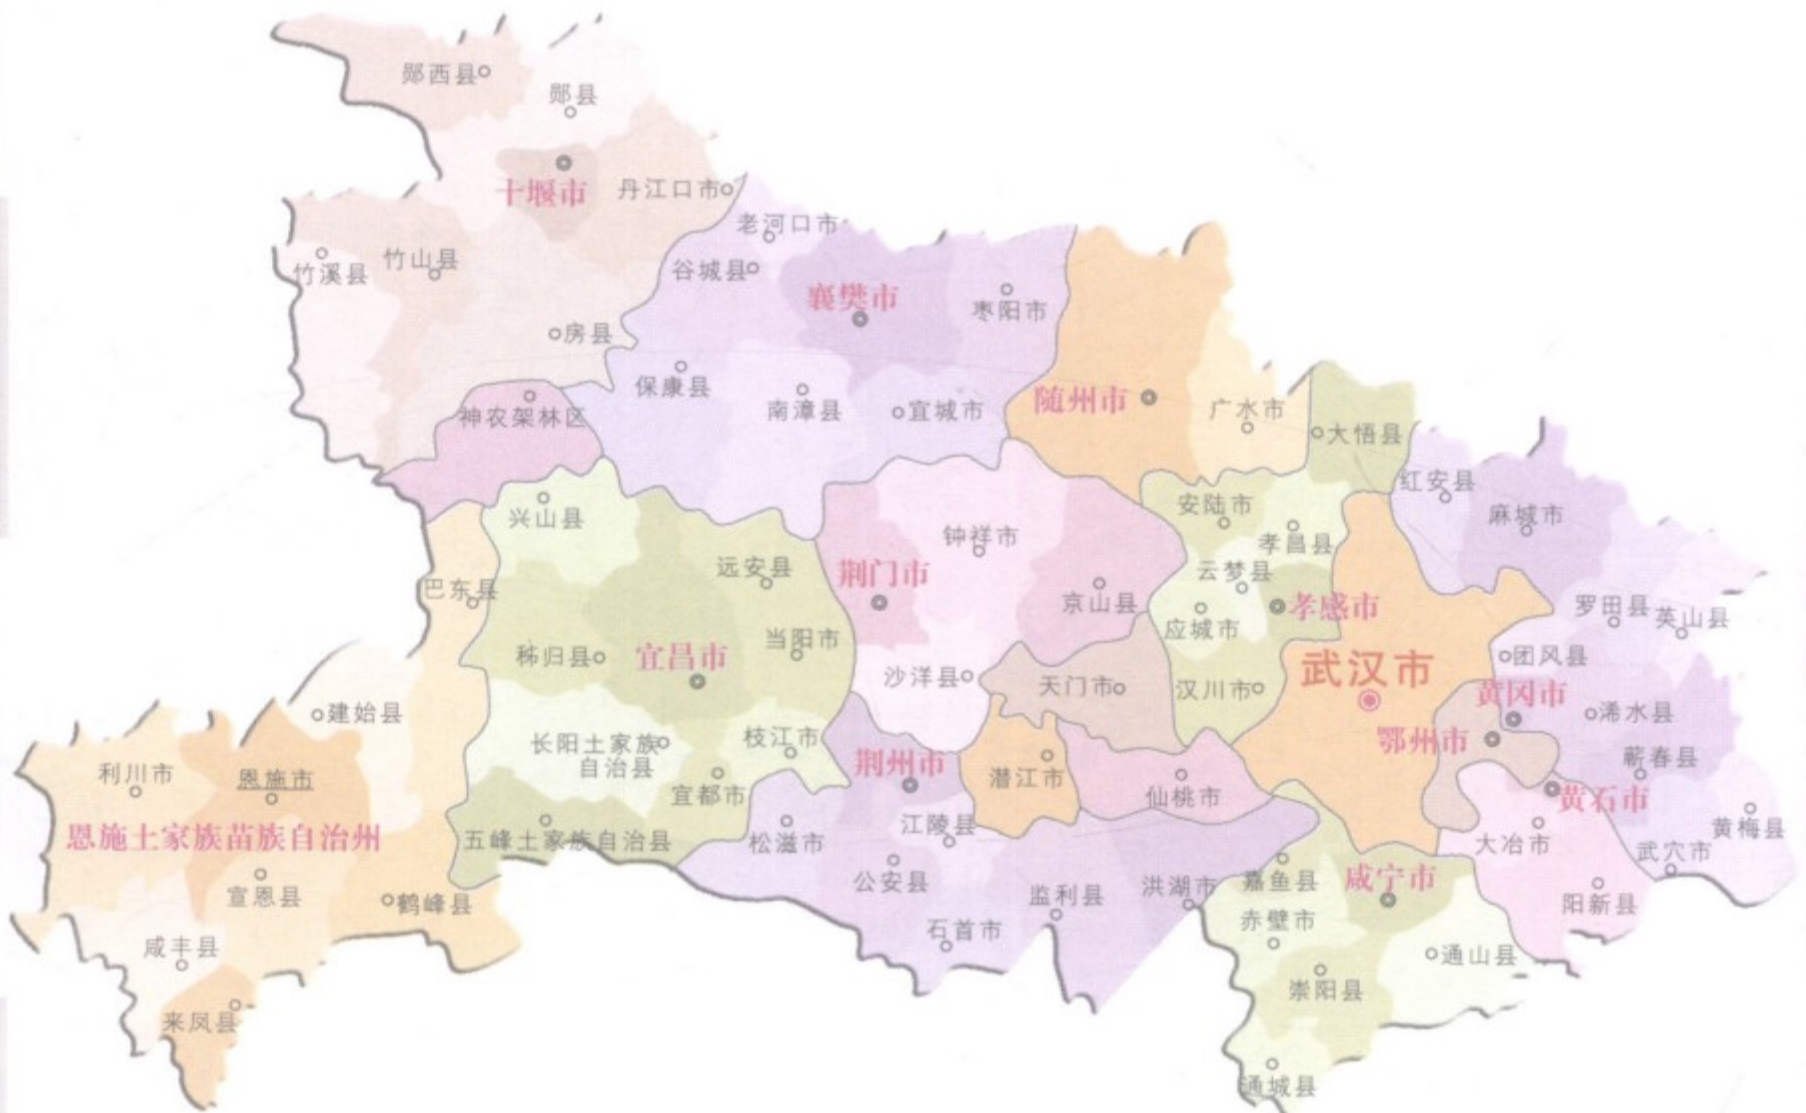 郧西县
郧县
十堰市
丹江口市
老河口市
竹溪县
竹山县
谷城县
襄樊市
枣阳市
房县
保康县
南漳县
宜城市
随州市
广水市
大悟县
神农架林区
红安县
麻城市
兴山县
安陆市
孝昌县
钟祥市
远安县
荆门市
云梦县
巴东县
京山县
孝感市
罗田县
英山县
应城市
当阳市
秭归县
宜昌市
团风县
武汉市
沙洋县
天门市
汉川市
黄冈市
浠水县
建始县
长阳土家族
自治县
枝江市
鄂州市
蕲春县
荆州市
利川市
恩施市
潜江市
宜都市
仙桃市
黄石市
黄梅县
恩施土家族苗族自治州
五峰土家族自治县
松滋市
江陵县
大冶市
武穴市
公安县
监利县
洪湖市
嘉鱼县
咸宁市
宣恩县
鹤峰县
阳新县
石首市
赤壁市
咸丰县
通山县
崇阳县
来凤县
通城县